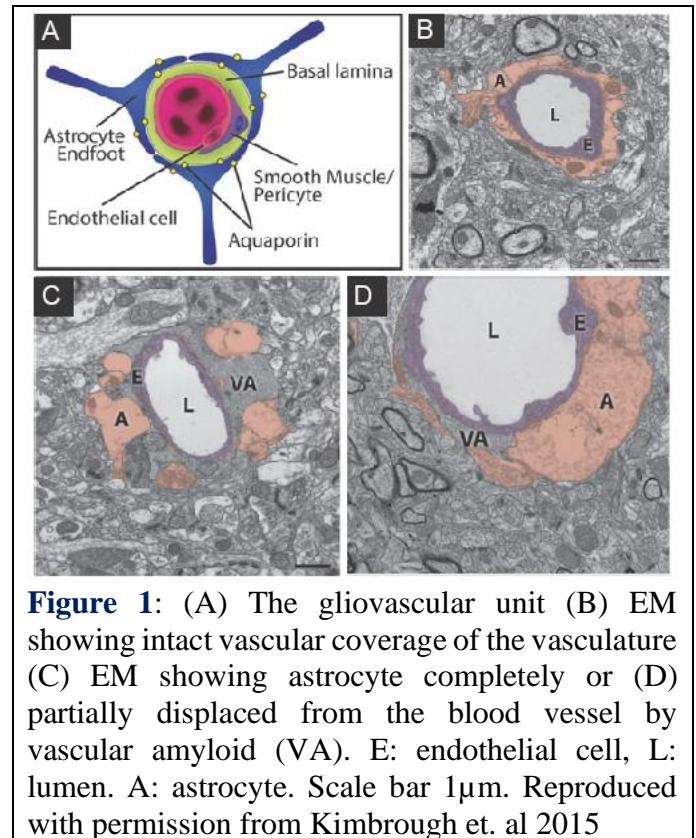 A
Basal lamina
Astrocyte
Endfoot
Smooth Muscle/
Pericyte
Endothelial cell
Aquaporin
B
A
L
E
C
E
VA
L
A
D
L
E
A
VA
Figure 1: (A) The gliovascular unit (B) EM
showing intact vascular coverage of the vasculature
(C) EM showing astrocyte completely or (D)
partially displaced from the blood vessel by
vascular amyloid (VA). E: endothelial cell, L:
lumen. A: astrocyte. Scale bar 1µm. Reproduced
with permission from Kimbrough et. al 2015